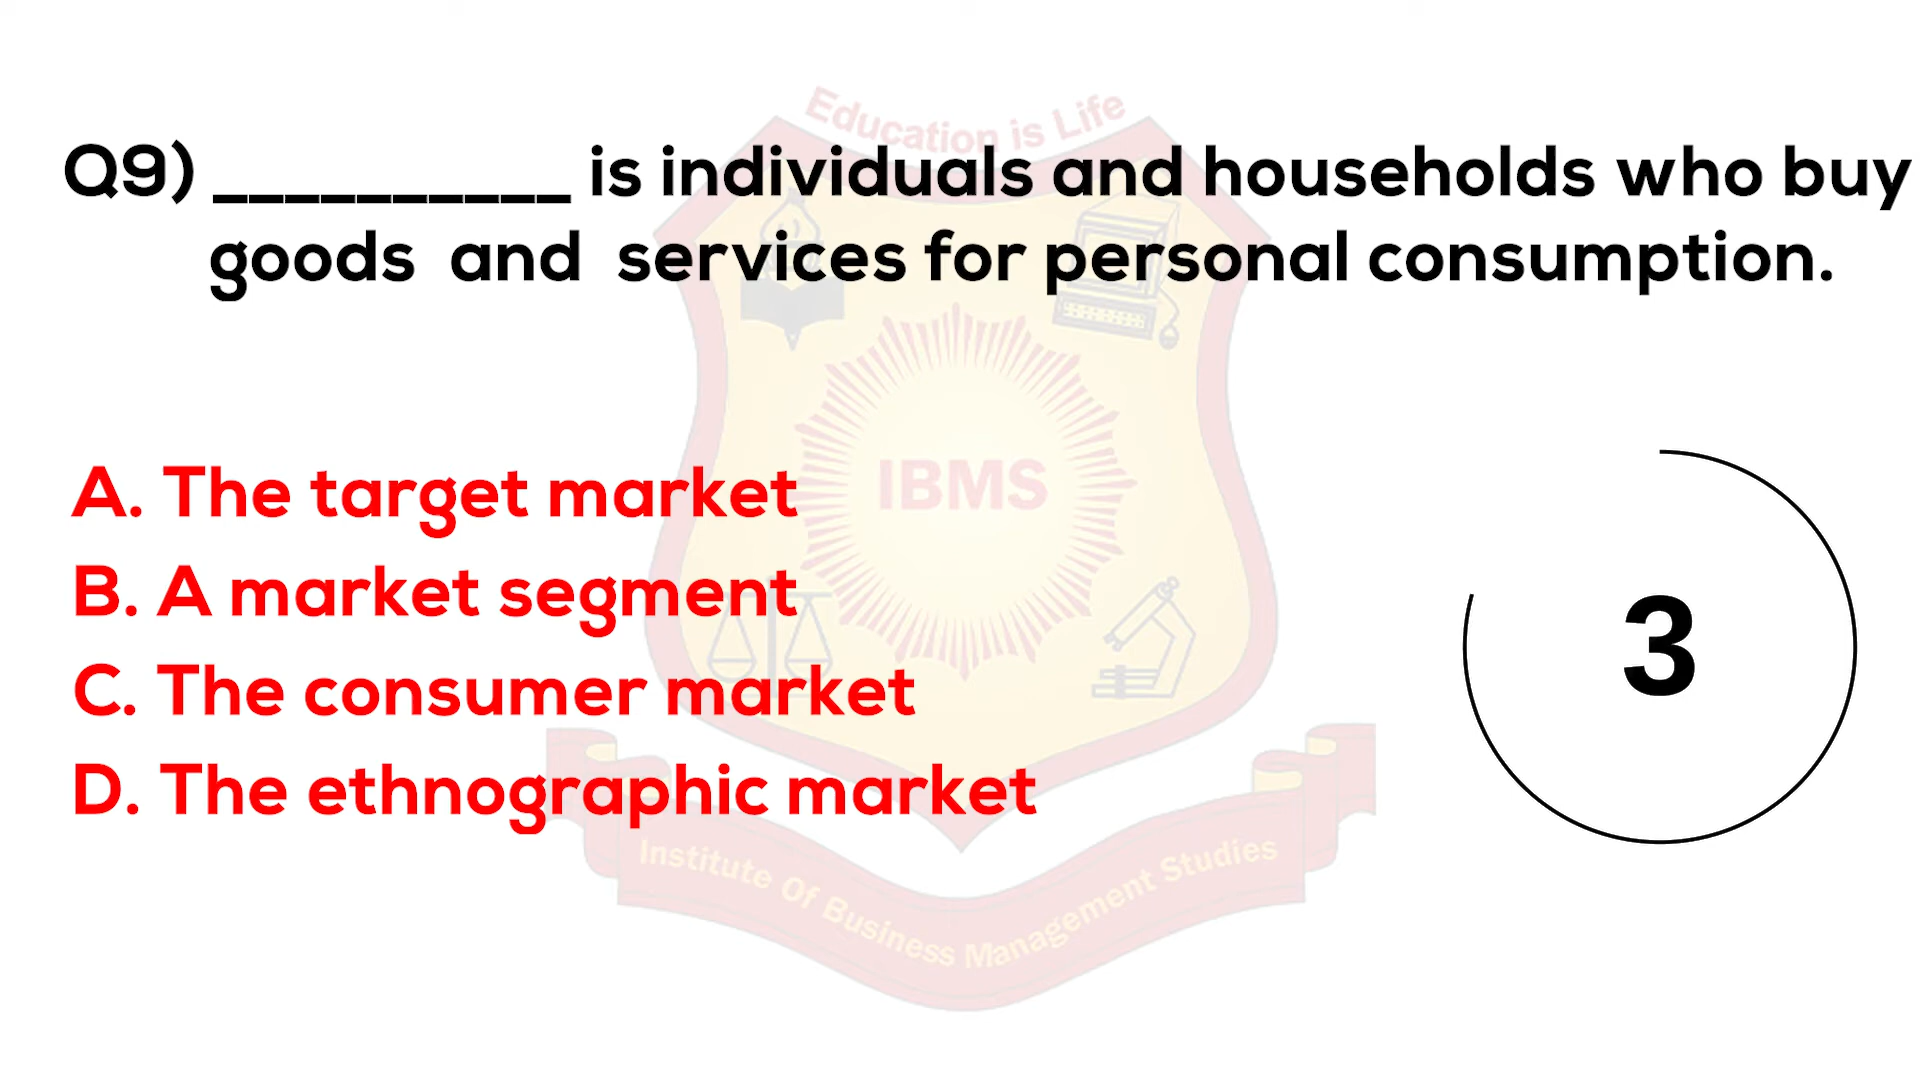 Education is Life
Q9) __________ is individuals and households who buy
goods and services for personal consumption.
IBMS
A. The target market
B. A market segment
C. The consumer market
D. The ethnographic market
3
Institute Of Business Management Studies